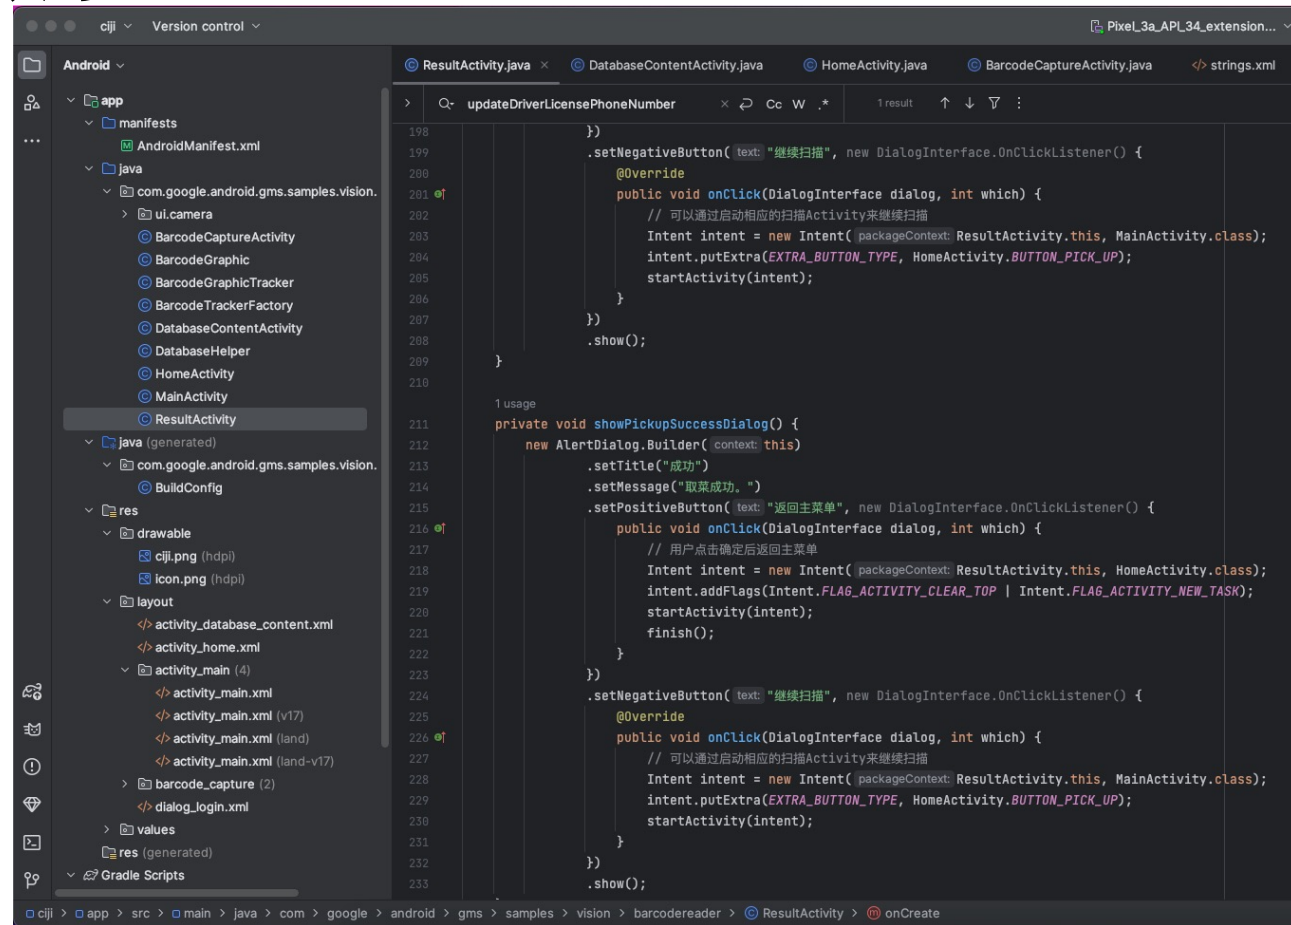 ciji
Version control
Pixel_3a_API_34_extension...
Android
ResultActivity.java
DatabaseContentActivity.java
HomeActivity.java
BarcodeCaptureActivity.java
strings.xml
updateDriverLicensePhoneNumber
Cc W .*
1 result
app
manifests
AndroidManifest.xml
java
com.google.android.gms.samples.vision.
ui.camera
BarcodeCaptureActivity
BarcodeGraphic
BarcodeGraphicTracker
BarcodeTrackerFactory
DatabaseContentActivity
DatabaseHelper
HomeActivity
MainActivity
ResultActivity
java (generated)
com.google.android.gms.samples.vision.
BuildConfig
res
drawable
ciji.png (hdpi)
icon.png (hdpi)
layout
activity_database_content.xml
activity_home.xml
activity_main (4)
activity_main.xml
activity_main.xml (v17)
activity_main.xml (land)
activity_main.xml (land-v17)
barcode_capture (2)
dialog_login.xml
values
res (generated)
Gradle Scripts
198 })
199 .setNegativeButton( text: "继续扫描", new DialogInterface.OnClickListener() {
200 @Override
201 public void onClick(DialogInterface dialog, int which) {
202 // 可以通过启动相应的扫描Activity来继续扫描
203 Intent intent = new Intent( packageContext: ResultActivity.this, MainActivity.class);
204 intent.putExtra(EXTRA_BUTTON_TYPE, HomeActivity.BUTTON_PICK_UP);
205 startActivity(intent);
206 }
207 })
208 .show();
209 }
210
1 usage
211 private void showPickupSuccessDialog() {
212 new AlertDialog.Builder( context: this)
213 .setTitle("成功")
214 .setMessage("取菜成功。")
215 .setPositiveButton( text: "返回主菜单", new DialogInterface.OnClickListener() {
216 public void onClick(DialogInterface dialog, int which) {
217 // 用户点击确定后返回主菜单
218 Intent intent = new Intent( packageContext: ResultActivity.this, HomeActivity.class);
219 intent.addFlags(Intent.FLAG_ACTIVITY_CLEAR_TOP | Intent.FLAG_ACTIVITY_NEW_TASK);
220 startActivity(intent);
221 finish();
222 }
223 })
224 .setNegativeButton( text: "继续扫描", new DialogInterface.OnClickListener() {
225 @Override
226 public void onClick(DialogInterface dialog, int which) {
227 // 可以通过启动相应的扫描Activity来继续扫描
228 Intent intent = new Intent( packageContext: ResultActivity.this, MainActivity.class);
229 intent.putExtra(EXTRA_BUTTON_TYPE, HomeActivity.BUTTON_PICK_UP);
230 startActivity(intent);
231 }
232 })
233 .show();
ciji > app > src > main > java > com > google > android > gms > samples > vision > barcodereader > ResultActivity > onCreate